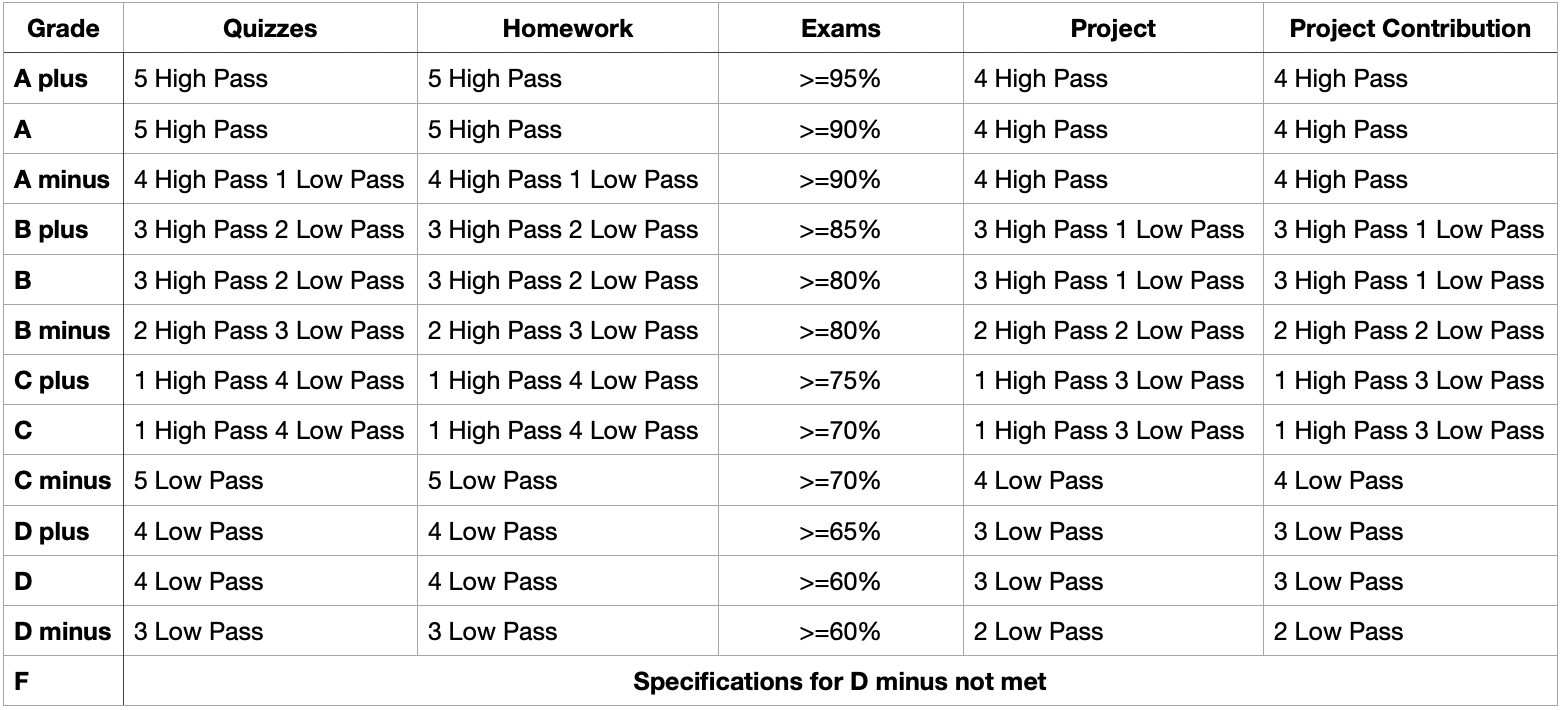 Grade Quizzes Homework Exams Project Project Contribution
A plus 5 High Pass 5 High Pass >=95% 4 High Pass 4 High Pass
A 5 High Pass 5 High Pass >=90% 4 High Pass 4 High Pass
A minus 4 High Pass 1 Low Pass 4 High Pass 1 Low Pass >=90% 4 High Pass 4 High Pass
B plus 3 High Pass 2 Low Pass 3 High Pass 2 Low Pass >=85% 3 High Pass 1 Low Pass 3 High Pass 1 Low Pass
B 3 High Pass 2 Low Pass 3 High Pass 2 Low Pass >=80% 3 High Pass 1 Low Pass 3 High Pass 1 Low Pass
B minus 2 High Pass 3 Low Pass 2 High Pass 3 Low Pass >=80% 2 High Pass 2 Low Pass 2 High Pass 2 Low Pass
C plus 1 High Pass 4 Low Pass 1 High Pass 4 Low Pass >=75% 1 High Pass 3 Low Pass 1 High Pass 3 Low Pass
C 1 High Pass 4 Low Pass 1 High Pass 4 Low Pass >=70% 1 High Pass 3 Low Pass 1 High Pass 3 Low Pass
C minus 5 Low Pass 5 Low Pass >=70% 4 Low Pass 4 Low Pass
D plus 4 Low Pass 4 Low Pass >=65% 3 Low Pass 3 Low Pass
D 4 Low Pass 4 Low Pass >=60% 3 Low Pass 3 Low Pass
D minus 3 Low Pass 3 Low Pass >=60% 2 Low Pass 2 Low Pass
F Specifications for D minus not met